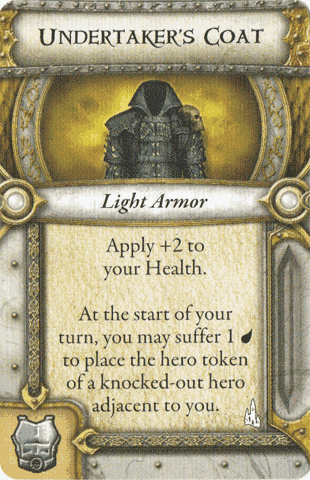 UNDERTAKER'S COAT
Light Armor
Apply +2 to
your Health.
At the start of your
turn, you may suffer 1
to place the hero token
of a knocked-out hero
adjacent to you.